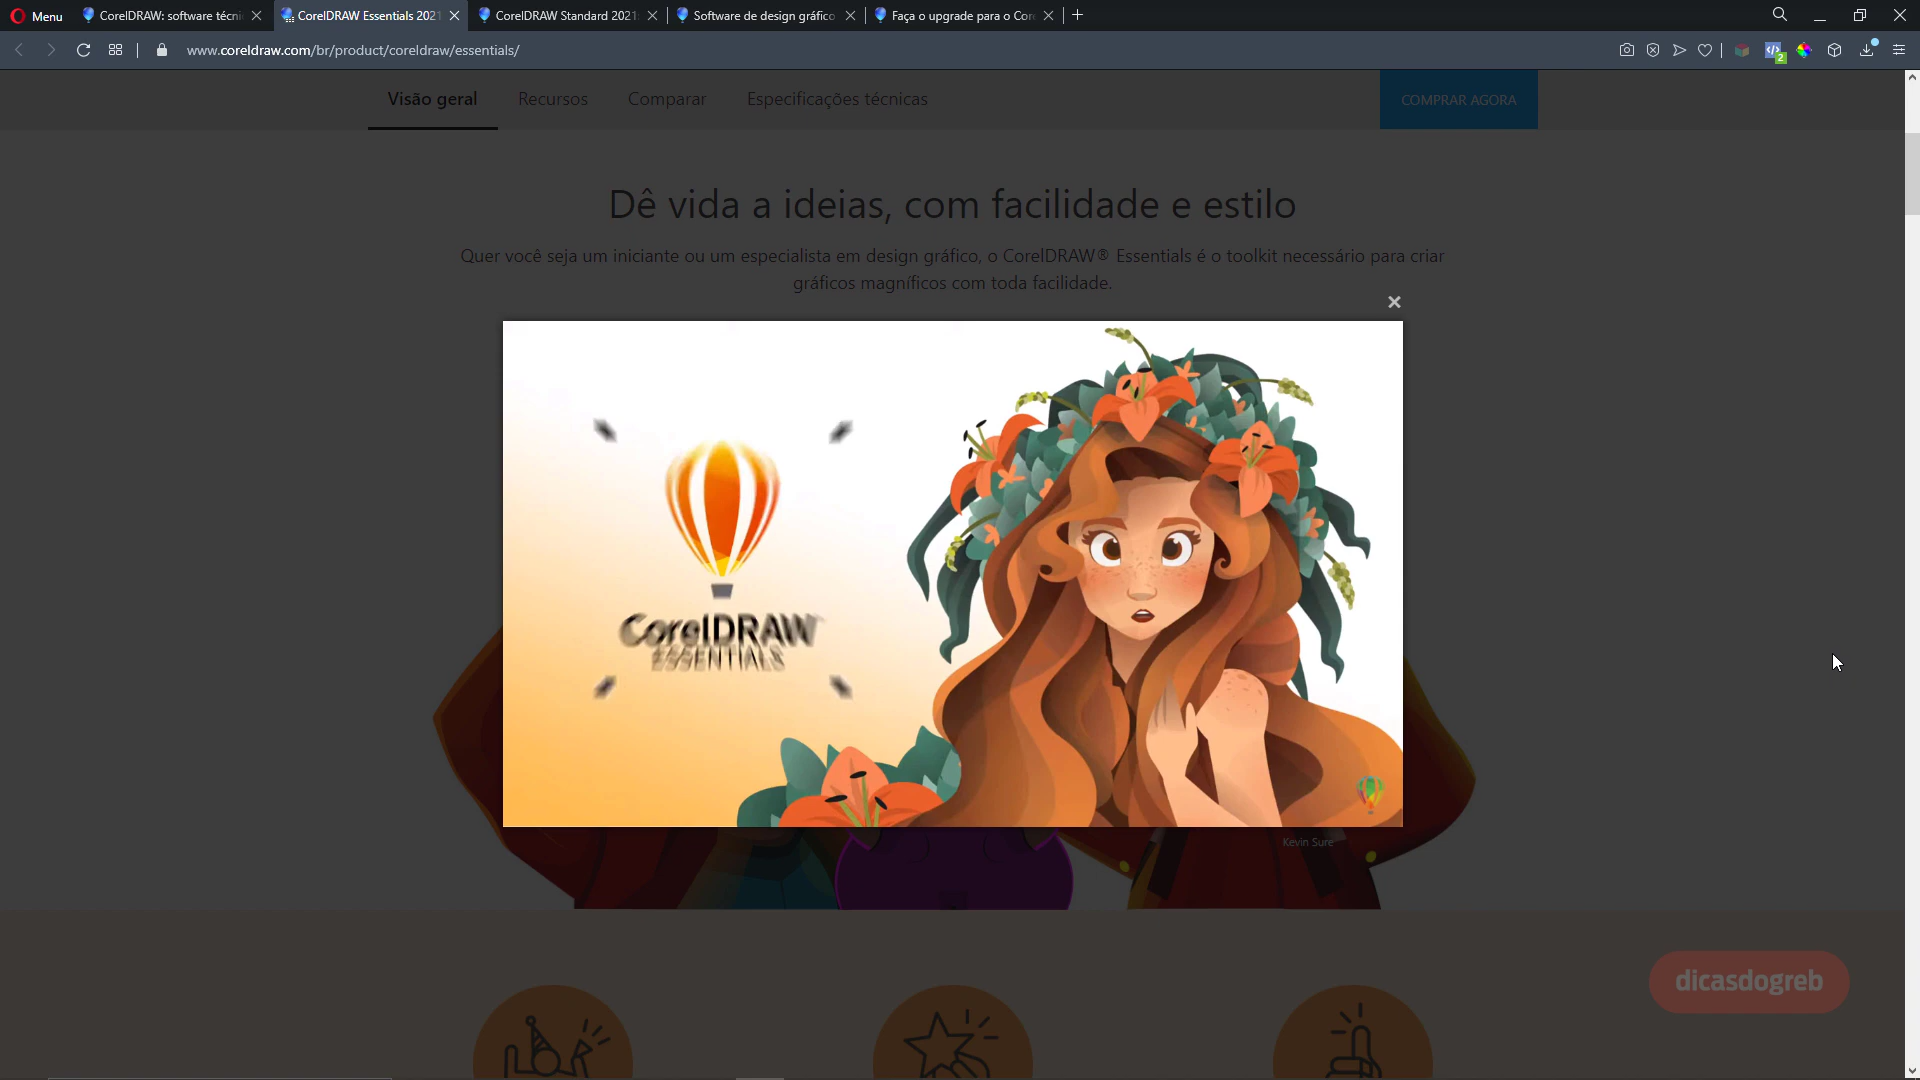 Menu
CorelDRAW: software técni
CorelDRAW Essentials 2021
CorelDRAW Standard 2021:
Software de design gráfico
Faça o upgrade para o Cor
www.coreldraw.com/br/product/coreldraw/essentials/
2
Visão geral
Recursos
Comparar
Especificações técnicas
COMPRAR AGORA
Dê vida a ideias, com facilidade e estilo
Quer você seja um iniciante ou um especialista em design gráfico, o CorelDRAW® Essentials é o toolkit necessário para criar
gráficos magníficos com toda facilidade.
CorelDRAW
ESSENTIALS
Kevin Sure
dicasdogreb